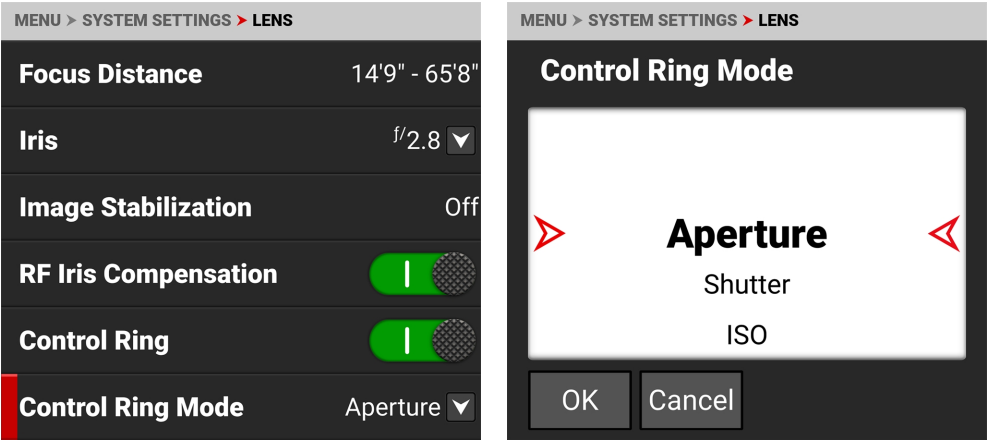 MENU > SYSTEM SETTINGS > LENS
Focus Distance 14'9" - 65'8"
Iris ƒ/2.8
Image Stabilization Off
RF Iris Compensation
Control Ring
Control Ring Mode Aperture
MENU > SYSTEM SETTINGS > LENS
Control Ring Mode
Aperture
Shutter
ISO
OK Cancel